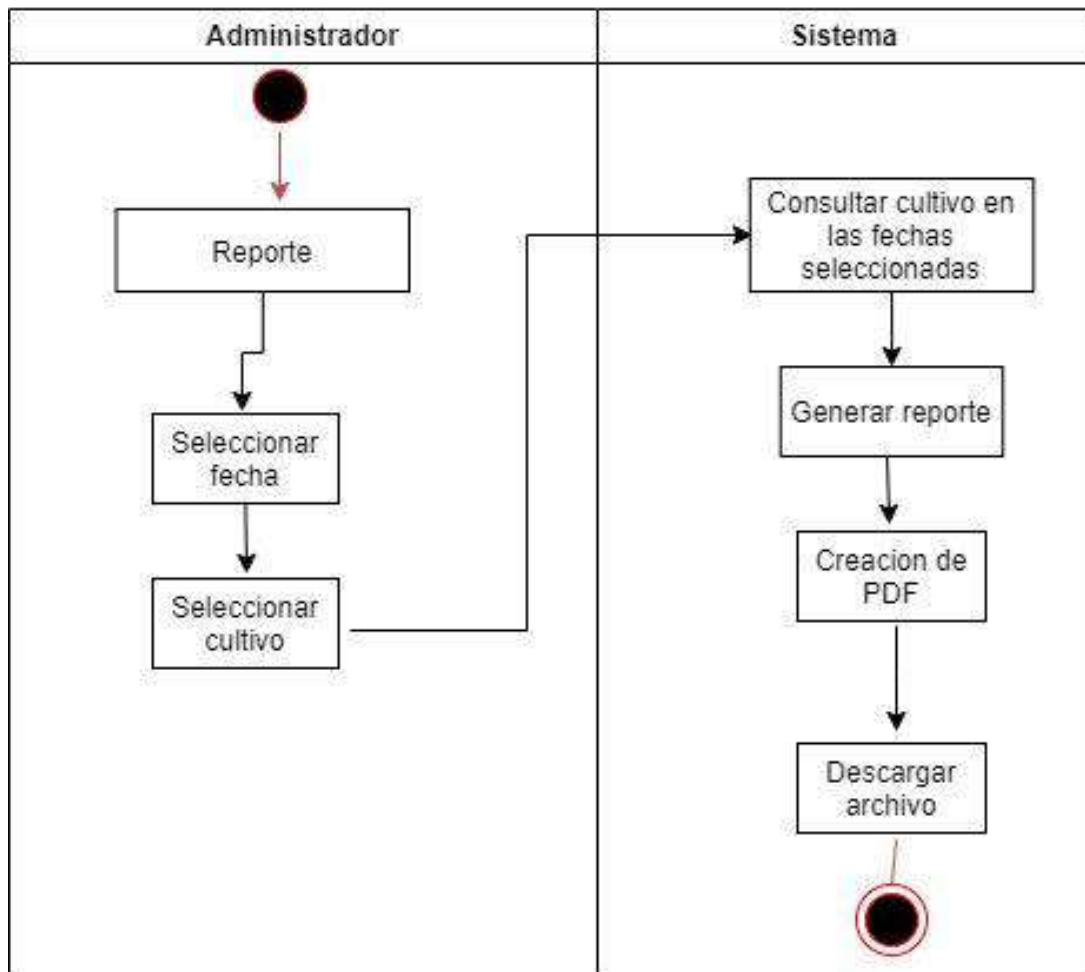 Administrador
Sistema
Reporte
Seleccionar
fecha
Seleccionar
cultivo
Consultar cultivo en
las fechas
seleccionadas
Generar reporte
Creacion de
PDF
Descargar
archivo